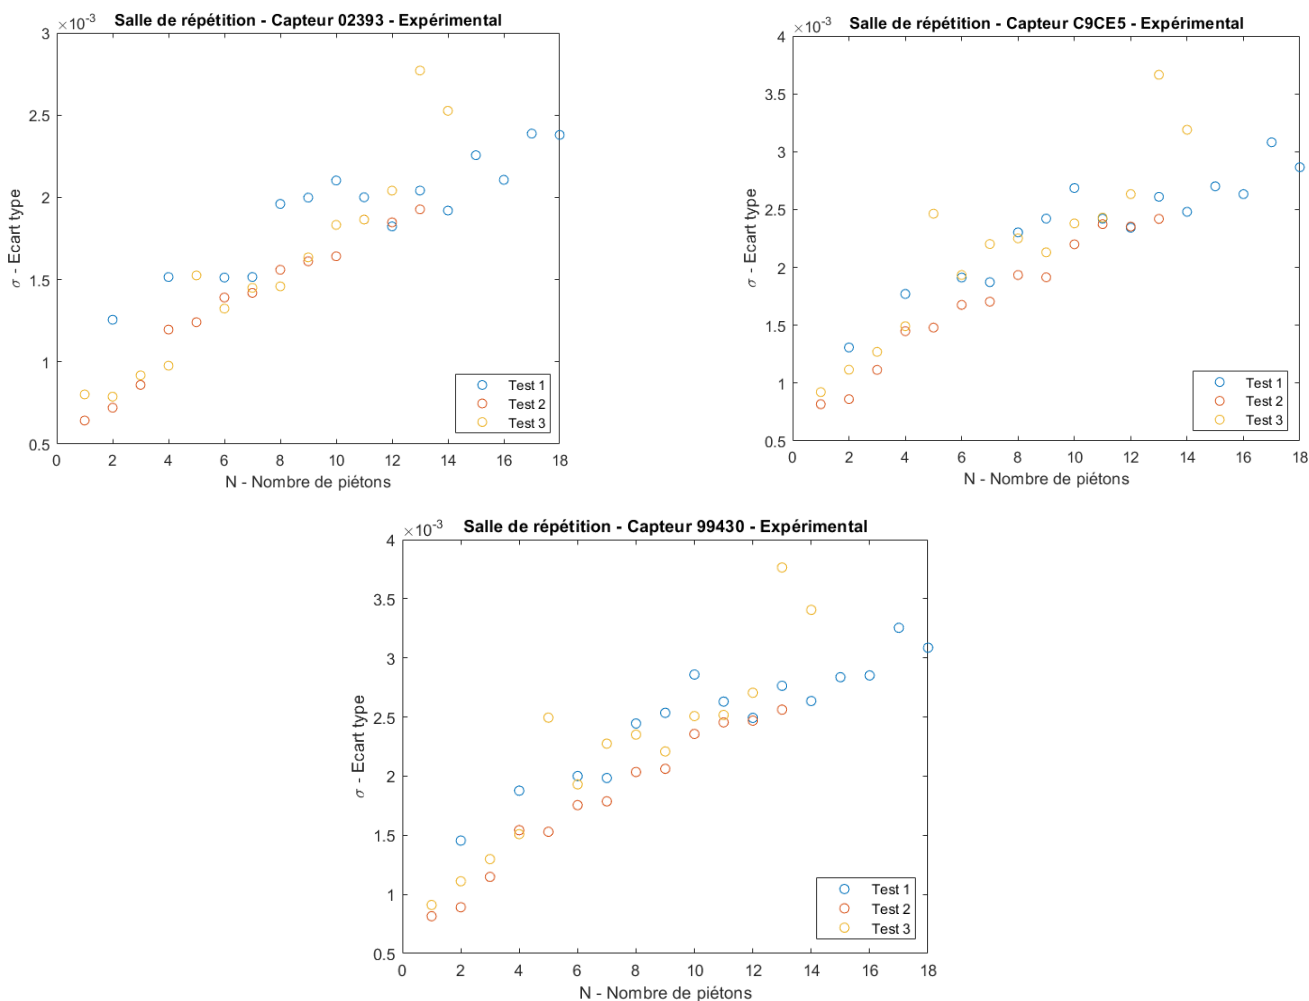 Salle de répétition - Capteur 02393 - Expérimental
×10⁻³
3
2.5
2
1.5
1
0.5
σ - Ecart type
0 2 4 6 8 10 12 14 16 18
N - Nombre de piétons
Test 1
Test 2
Test 3
Salle de répétition - Capteur C9CE5 - Expérimental
×10⁻³
4
3.5
3
2.5
2
1.5
1
0.5
σ - Ecart type
0 2 4 6 8 10 12 14 16 18
N - Nombre de piétons
Test 1
Test 2
Test 3
Salle de répétition - Capteur 99430 - Expérimental
×10⁻³
4
3.5
3
2.5
2
1.5
1
0.5
σ - Ecart type
0 2 4 6 8 10 12 14 16 18
N - Nombre de piétons
Test 1
Test 2
Test 3